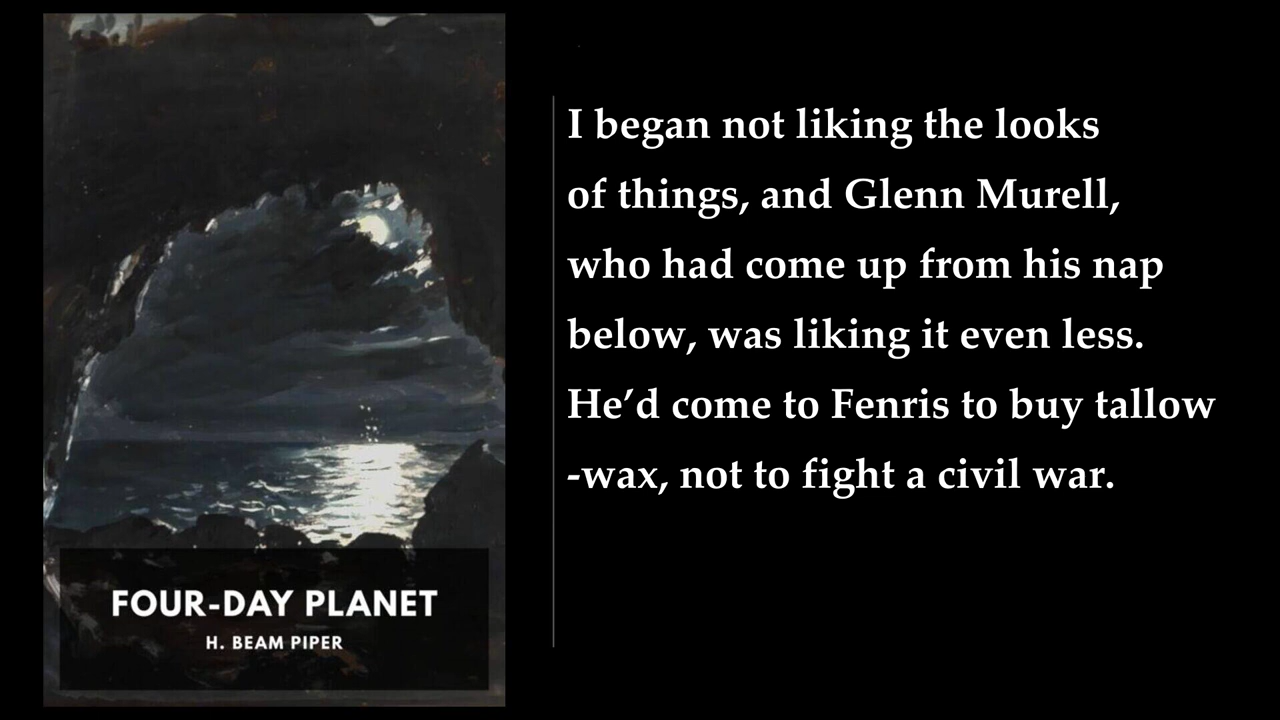 FOUR-DAY PLANET
H. BEAM PIPER
I began not liking the looks
of things, and Glenn Murell,
who had come up from his nap
below, was liking it even less.
He’d come to Fenris to buy tallow
-wax, not to fight a civil war.